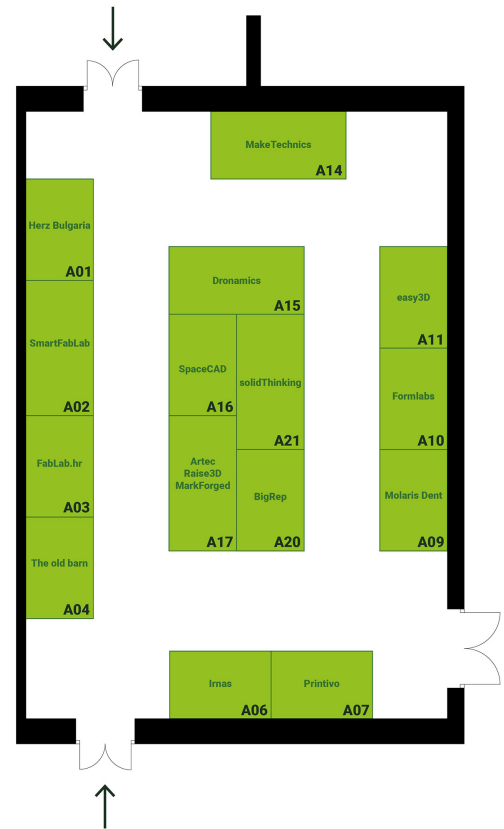 MakeTechnics
A14
Herz Bulgaria
A01
SmartFabLab
A02
FabLab.hr
A03
The old barn
A04
Dronamics
A15
SpaceCAD
A16
solidThinking
A21
Artec
Raise3D
MarkForged
A17
BigRep
A20
easy3D
A11
Formlabs
A10
Molaris Dent
A09
Irnas
A06
Printivo
A07